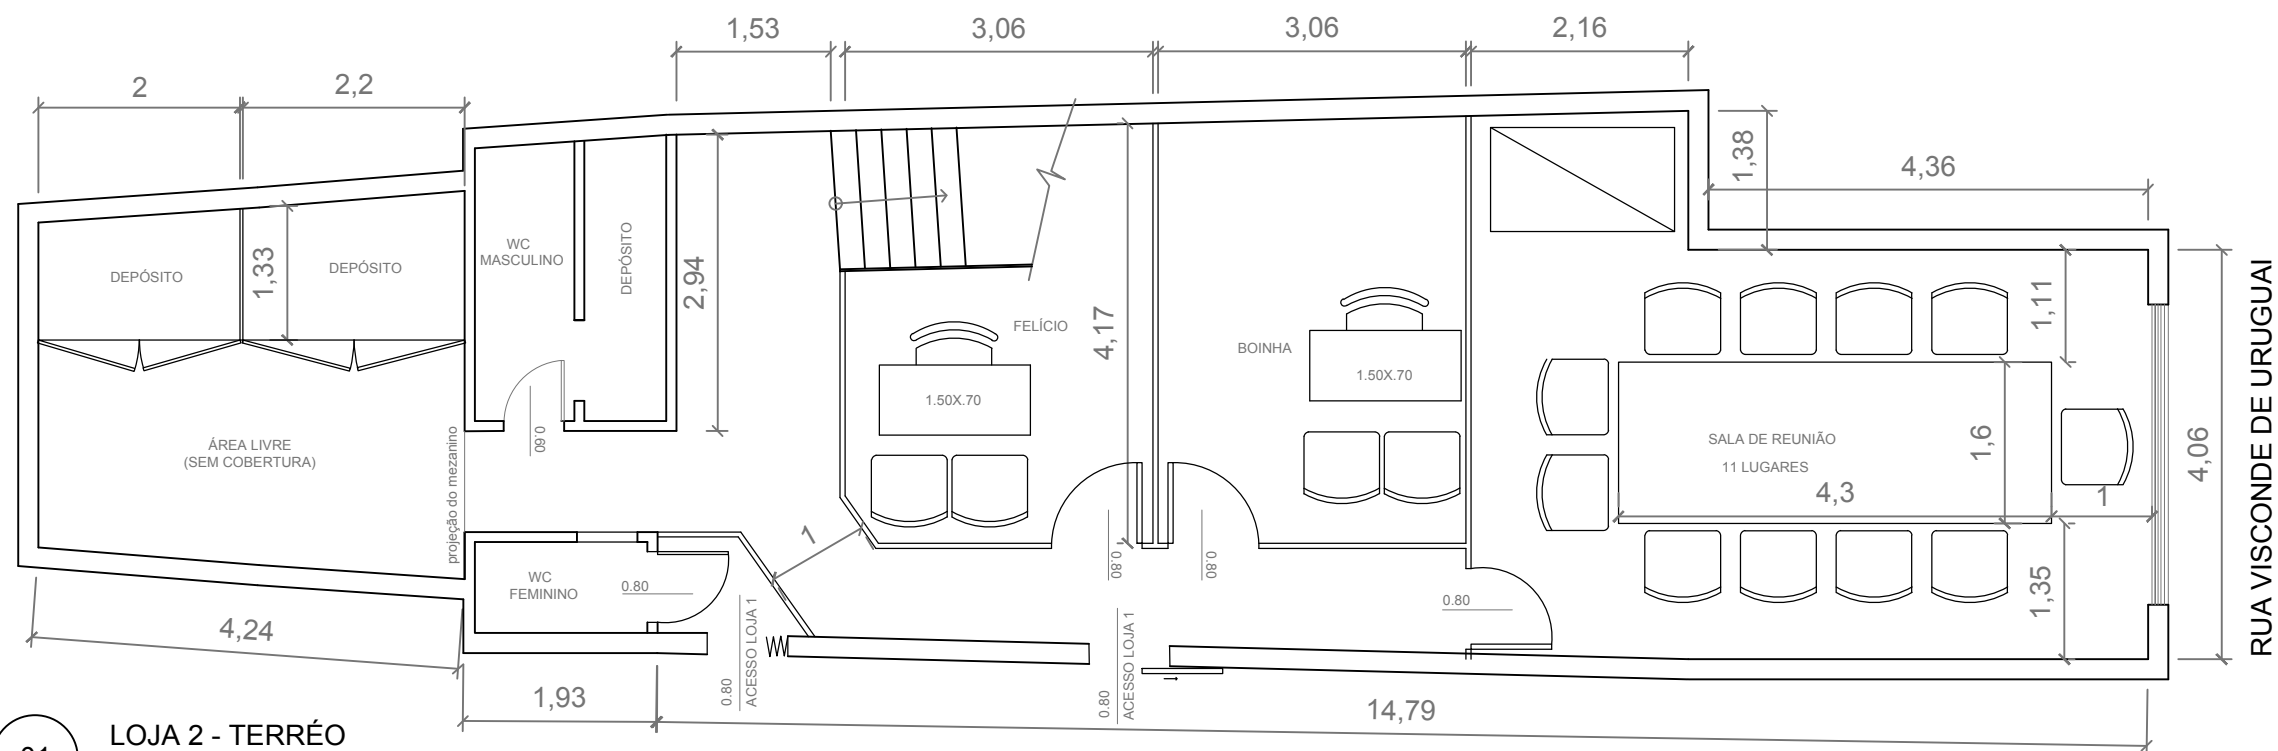 1,53
3,06
3,06
2,16
2
2,2
1,38
4,36
DEPÓSITO
1,33
DEPÓSITO
WC
MASCULINO
DEPÓSITO
2,94
FELÍCIO
4,17
BOINHA
1,11
1.50X.70
1.50X.70
ÁREA LIVRE
(SEM COBERTURA)
projeção do mezanino
0.60
SALA DE REUNIÃO
11 LUGARES
1,6
4,3
1
4,06
RUA VISCONDE DE URUGUAI
1
0.80
0.80
WC
FEMININO
0.80
0.80
1,35
4,24
0.80
ACESSO LOJA 1
0.80
ACESSO LOJA 1
1,93
14,79
LOJA 2 - TERRÉO